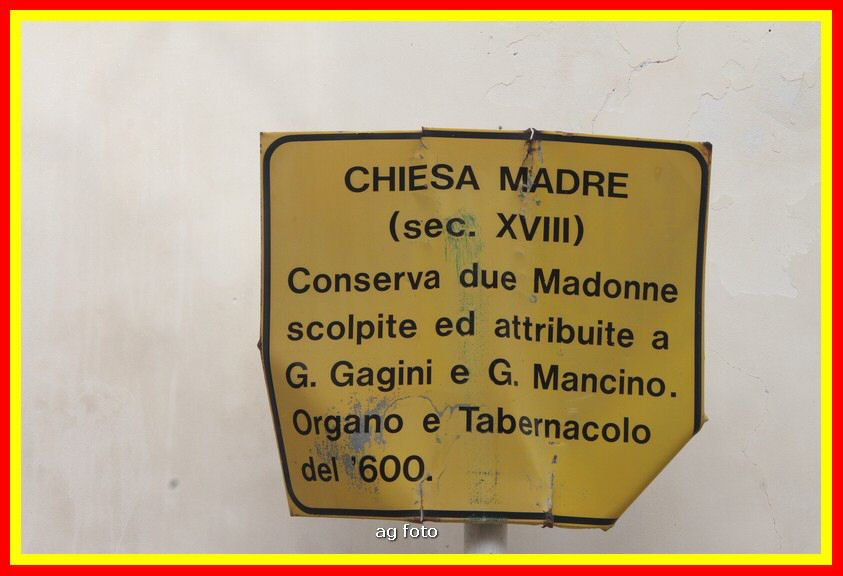 CHIESA MADRE
(sec. XVIII)
Conserva due Madonne
scolpite ed attribuite a
G. Gagini e G. Mancino.
Organo e Tabernacolo
del '600.
ag foto